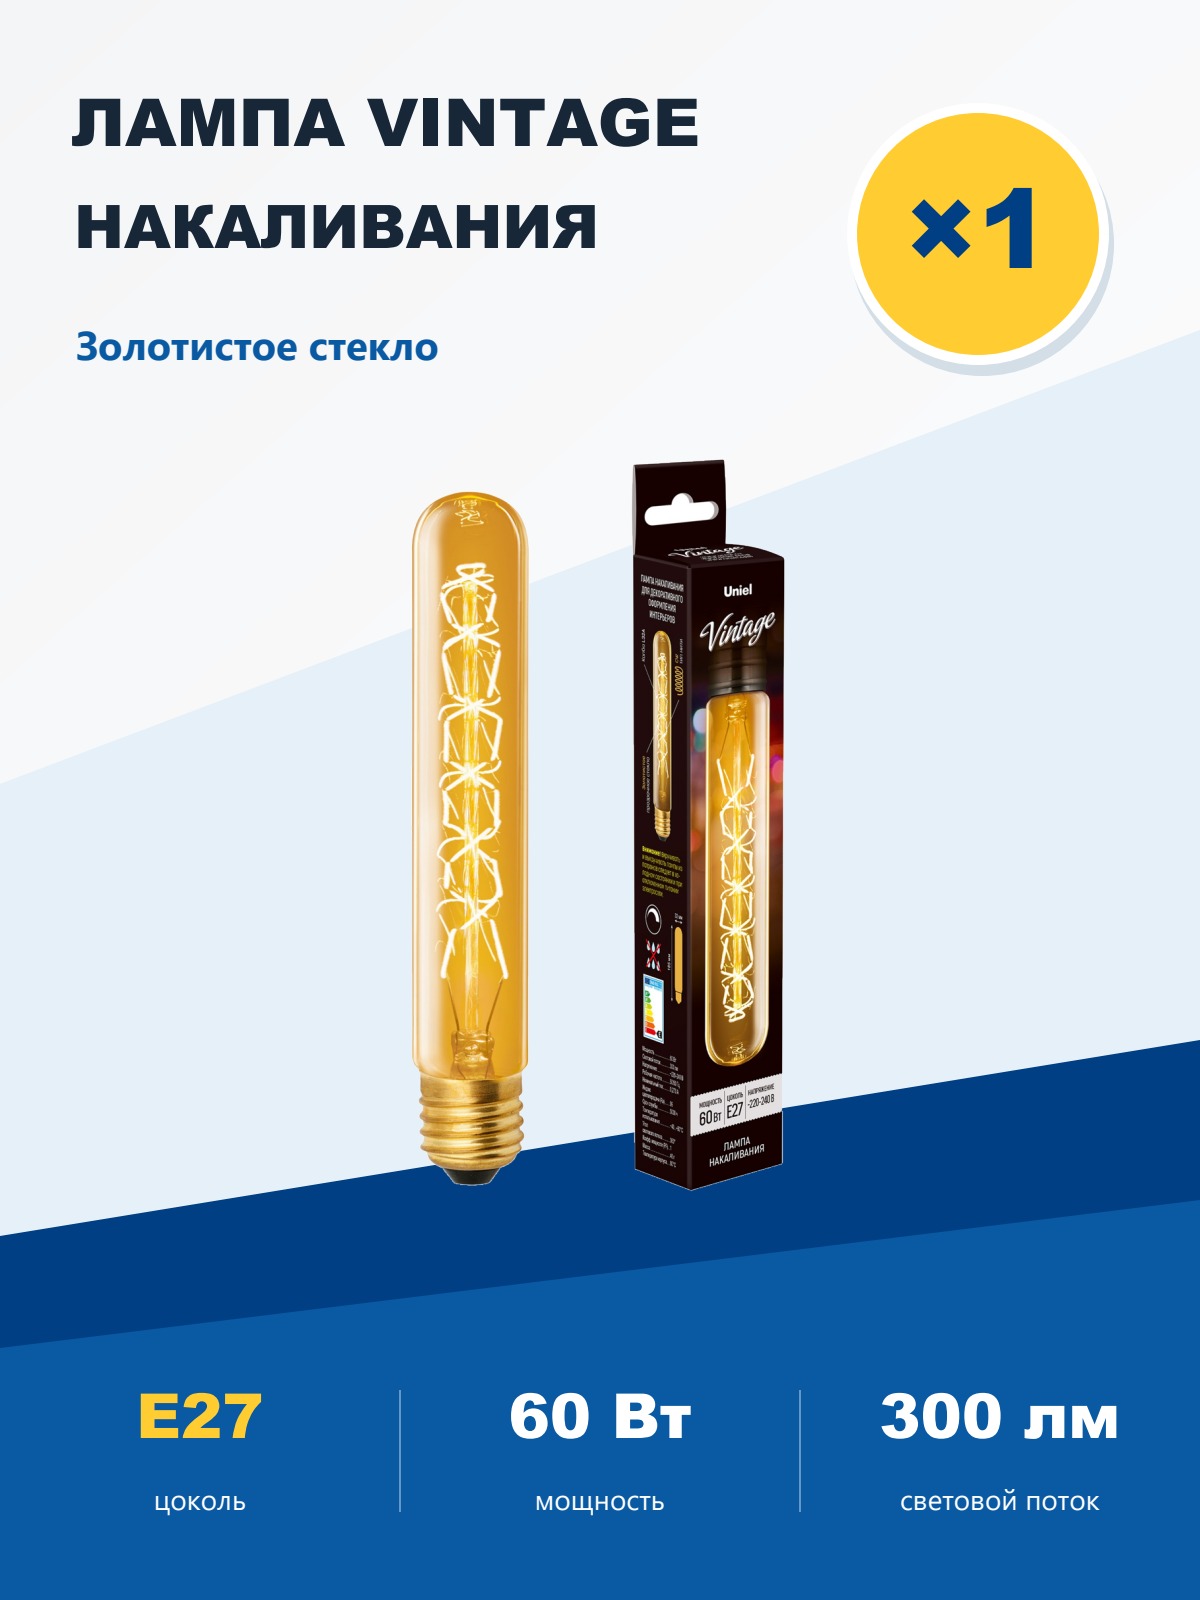 ЛАМПА VINTAGE
НАКАЛИВАНИЯ
×1
Золотистое стекло
Vintage
ЛАМПА НАКАЛИВАНИЯ
ДЛЯ ДЕКОРАТИВНОГО
ОФОРМЛЕНИЯ
ИНТЕРЬЕРОВ
Uniel
Vintage
МОЩНОСТЬ
60 Вт
ЦОКОЛЬ
E27
НАПРЯЖЕНИЕ
~220-240 В
ЛАМПА
НАКАЛИВАНИЯ
E27
цоколь
60 Вт
мощность
300 лм
световой поток